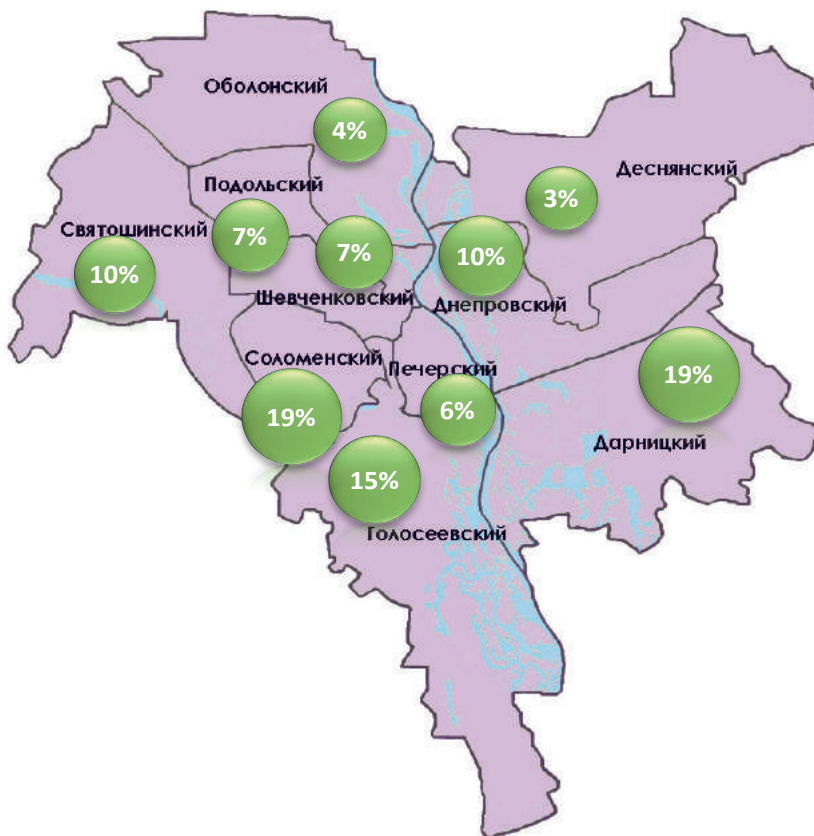 Оболонский
4%
Деснянский
3%
Подольский
7%
Святошинский
10%
Шевченковский
7%
Днепровский
10%
Соломенский
19%
Печерский
6%
Дарницкий
19%
Голосеевский
15%